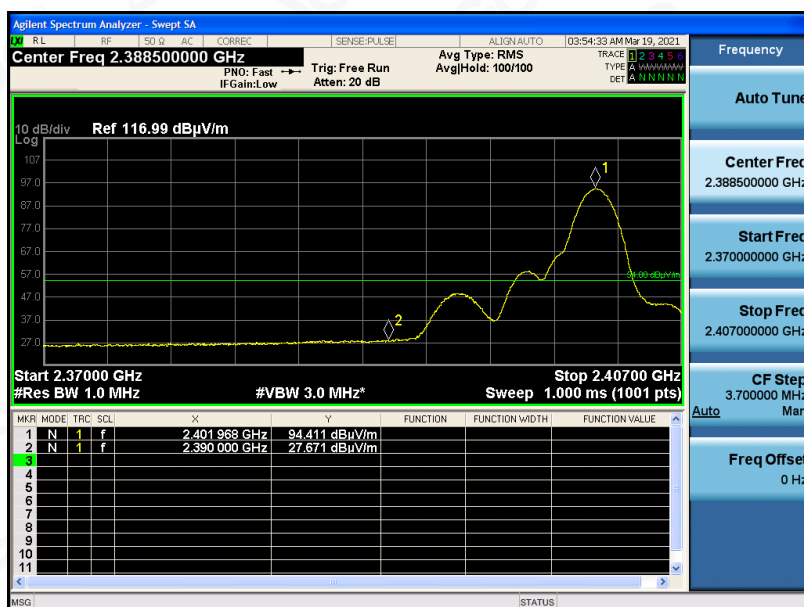 Agilent Spectrum Analyzer - Swept SA
LXI RL RF 50 Ω AC CORREC SENSE:PULSE ALIGN AUTO 03:54:33 AM Mar 19, 2021
Center Freq 2.388500000 GHz
PNO: Fast
IFGain:Low
Trig: Free Run
Atten: 20 dB
Avg Type: RMS
Avg|Hold: 100/100
TRACE 1 2 3 4 5 6
TYPE A WWWWW
DET A N N N N N
10 dB/div Ref 116.99 dBµV/m
Log
107
97.0
87.0
77.0
67.0
57.0
47.0
37.0
27.0
1
2
54.00 dBµV/m
Start 2.37000 GHz Stop 2.40700 GHz
#Res BW 1.0 MHz #VBW 3.0 MHz* Sweep 1.000 ms (1001 pts)
MKR MODE TRC SCL X Y FUNCTION FUNCTION WIDTH FUNCTION VALUE
1 N 1 f 2.401 968 GHz 94.411 dBµV/m
2 N 1 f 2.390 000 GHz 27.671 dBµV/m
3
4
5
6
7
8
9
10
11
MSG STATUS
Frequency
Auto Tune
Center Freq
2.388500000 GHz
Start Freq
2.370000000 GHz
Stop Freq
2.407000000 GHz
CF Step
3.700000 MHz
Auto Man
Freq Offset
0 Hz